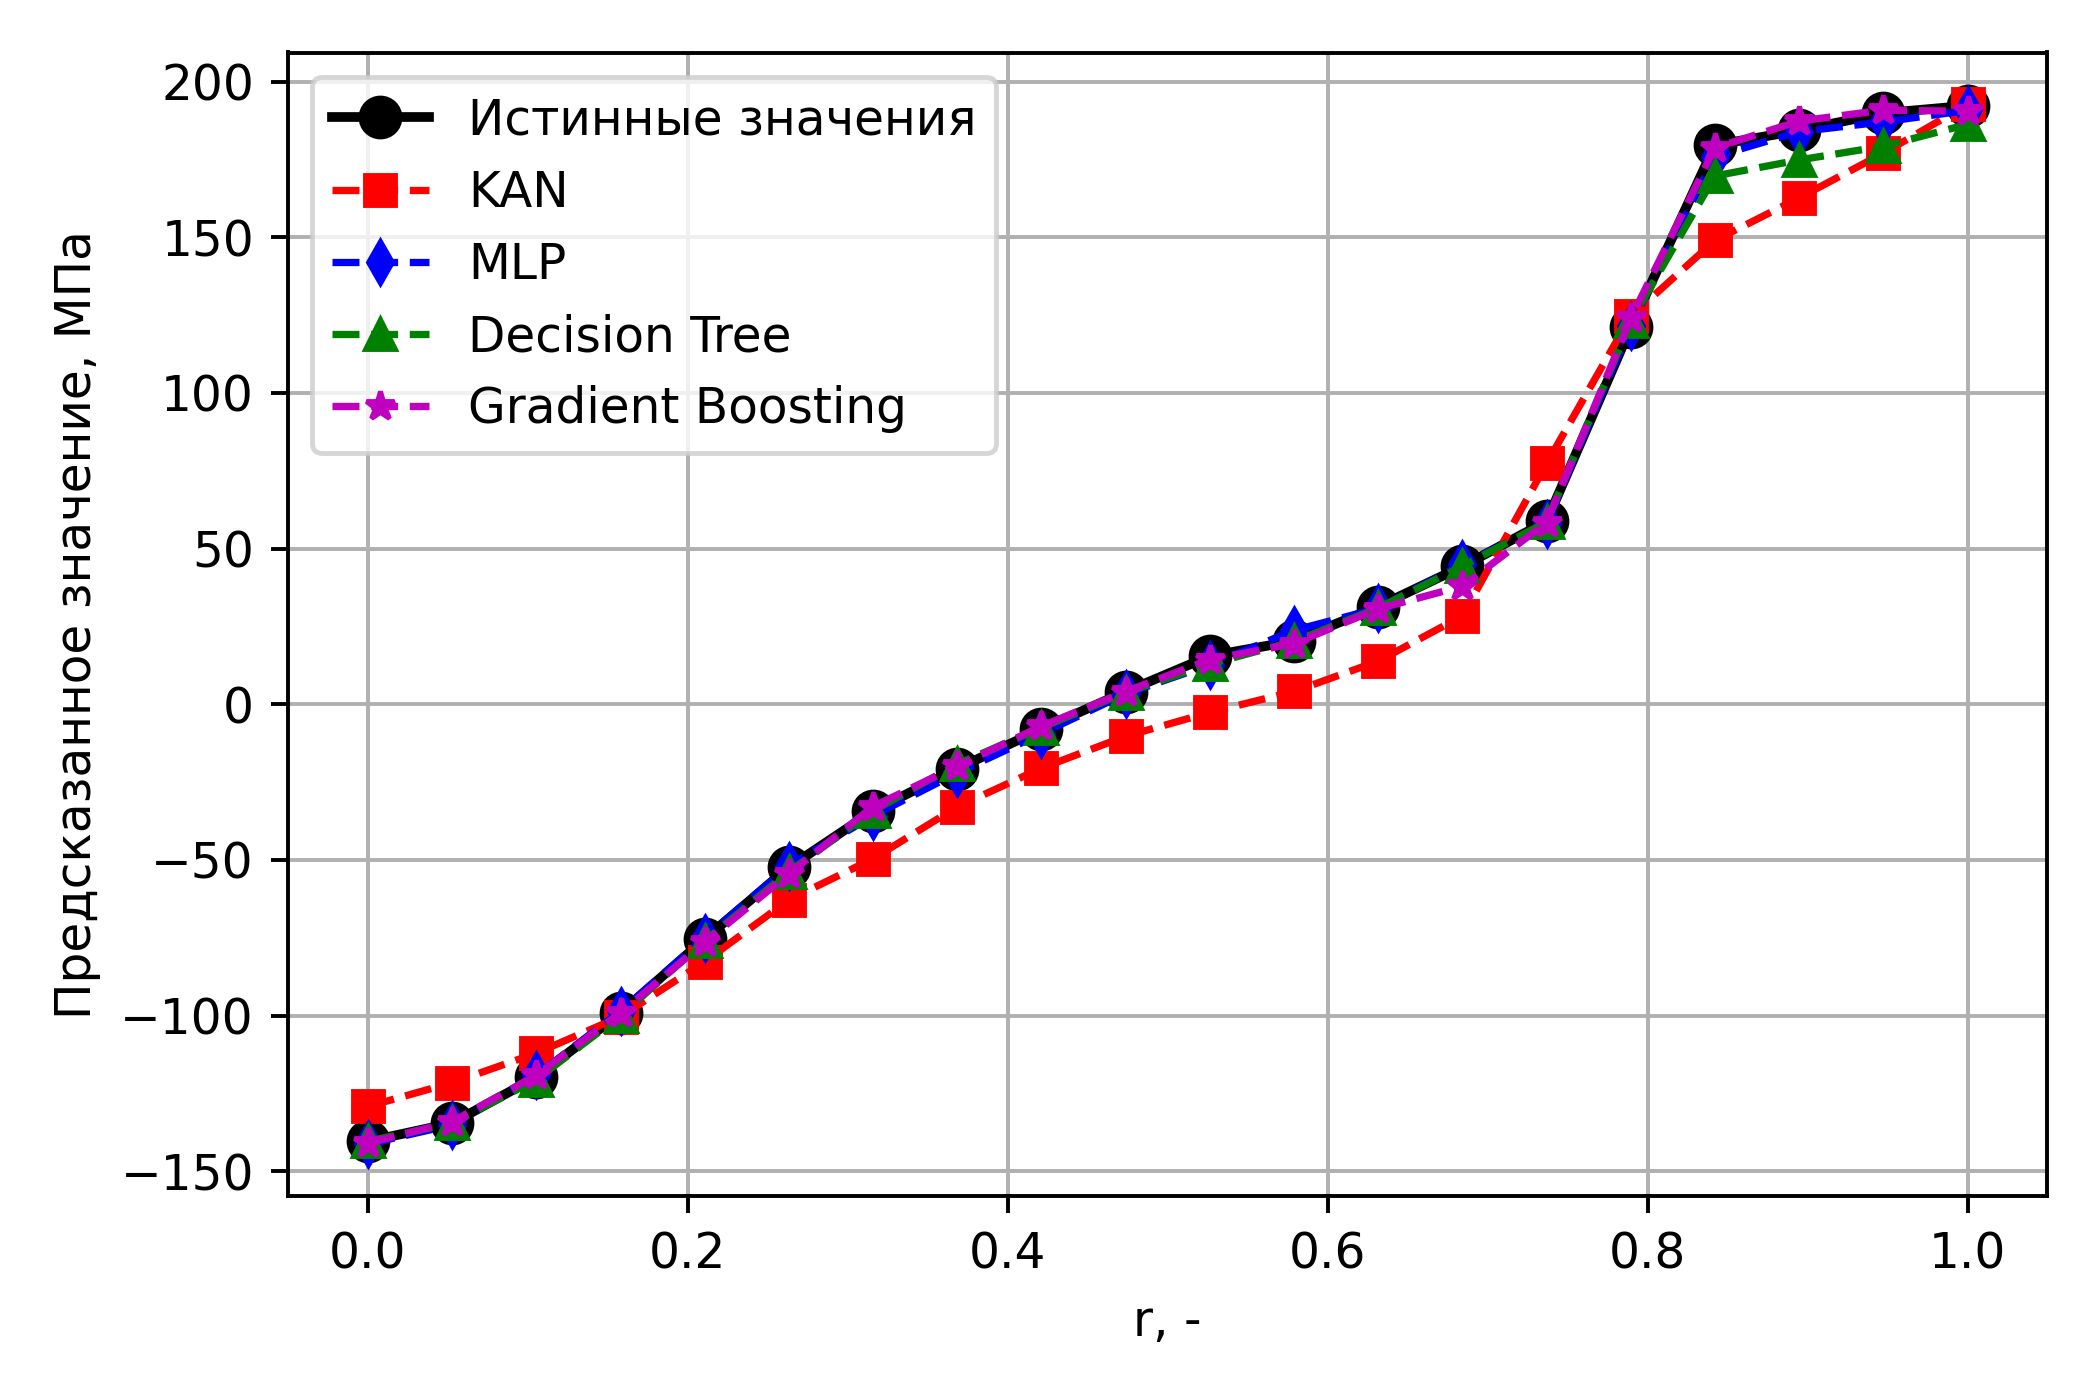 Предсказанное значение, МПа
200
150
100
50
0
−50
−100
−150
Истинные значения
KAN
MLP
Decision Tree
Gradient Boosting
0.0 0.2 0.4 0.6 0.8 1.0
r, -